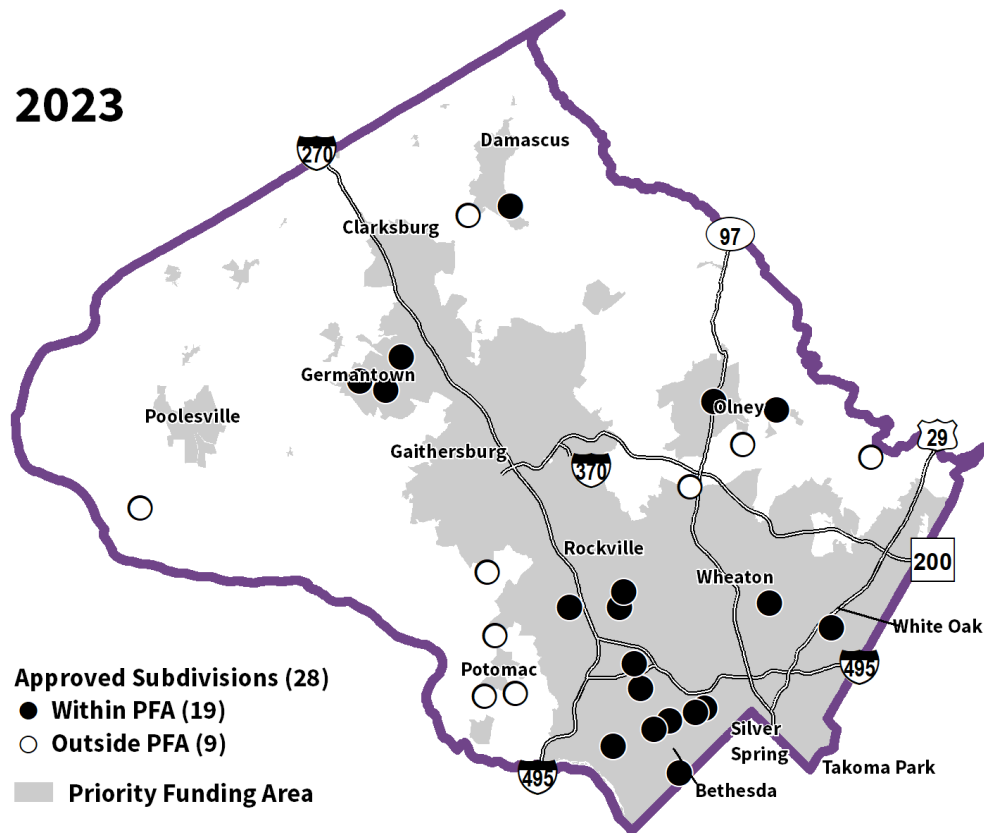 2023
Damascus
270
Clarksburg
97
Germantown
Poolesville
Olney
Gaithersburg
29
370
Rockville
200
Wheaton
White Oak
495
Potomac
Approved Subdivisions (28)
Within PFA (19)
Outside PFA (9)
Priority Funding Area
Silver
Spring
Takoma Park
495
Bethesda